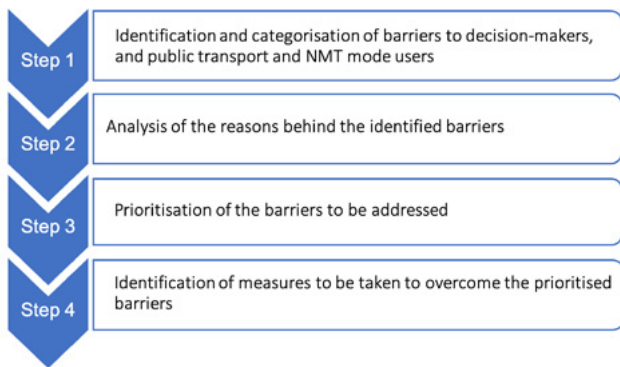 Step 1
Identification and categorisation of barriers to decision-makers,
and public transport and NMT mode users
Step 2
Analysis of the reasons behind the identified barriers
Step 3
Prioritisation of the barriers to be addressed
Step 4
Identification of measures to be taken to overcome the prioritised
barriers